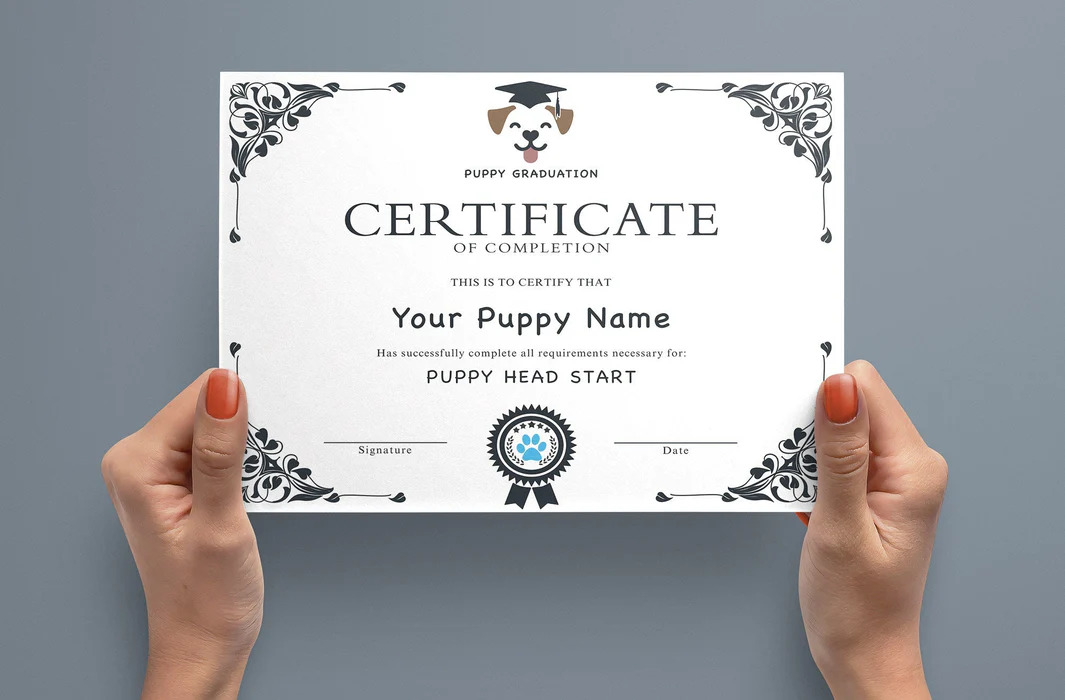 PUPPY GRADUATION
CERTIFICATE
OF COMPLETION
THIS IS TO CERTIFY THAT
Your Puppy Name
Has successfully complete all requirements necessary for:
PUPPY HEAD START
Signature
Date